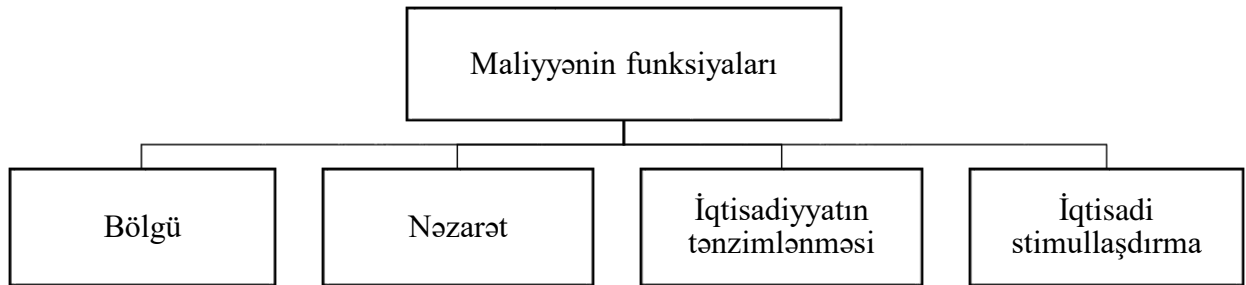 Maliyyənin funksiyaları
Bölgü
Nəzarət
İqtisadiyyatın
tənzimlənməsi
İqtisadi
stimullaşdırma